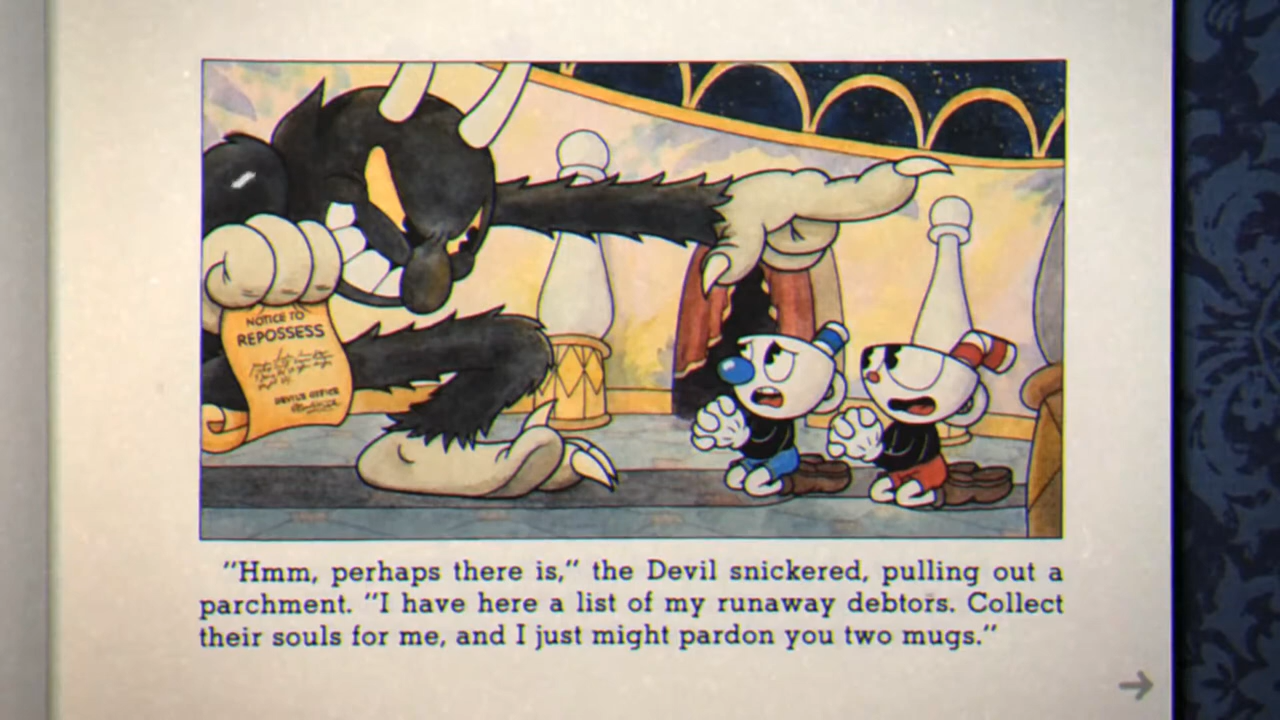 NOTICE TO
REPOSSESS
DEVIL'S OFFICE
"Hmm, perhaps there is," the Devil snickered, pulling out a
parchment. "I have here a list of my runaway debtors. Collect
their souls for me, and I just might pardon you two mugs."